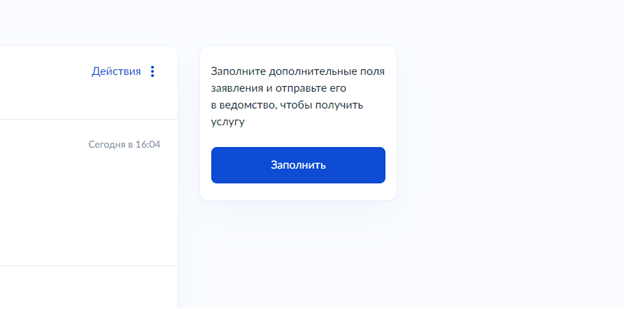 Действия
Сегодня в 16:04
Заполните дополнительные поля
заявления и отправьте его
в ведомство, чтобы получить
услугу
Заполнить